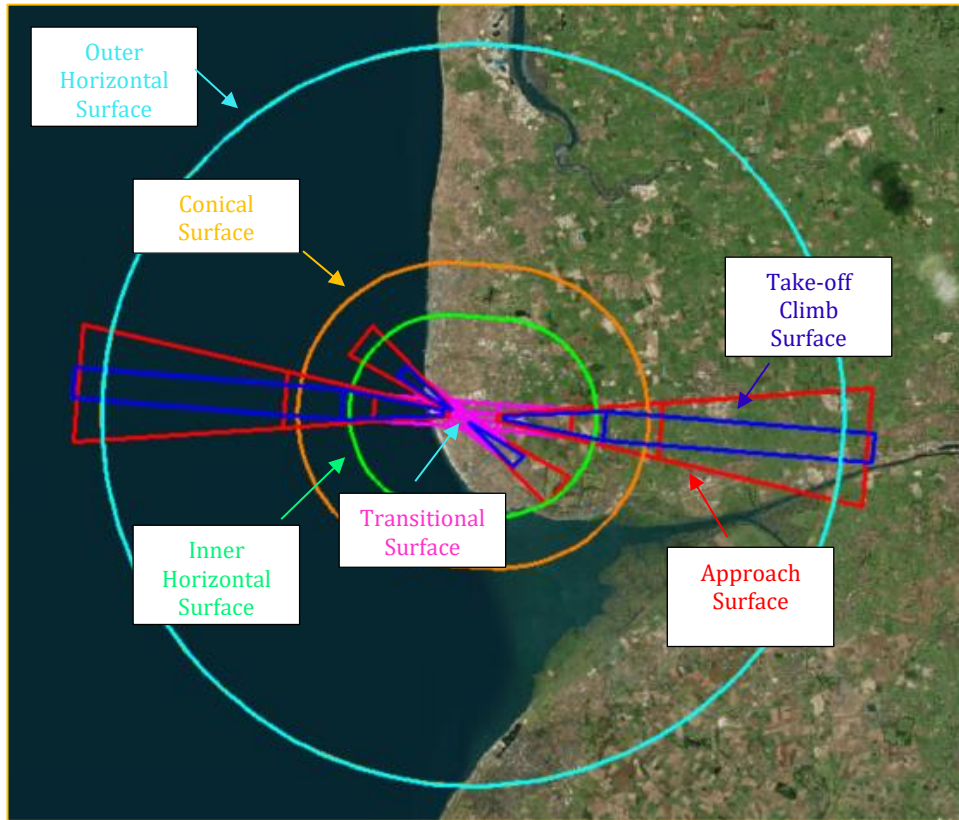 Outer
Horizontal
Surface
Conical
Surface
Take-off
Climb
Surface
Transitional
Surface
Inner
Horizontal
Surface
Approach
Surface